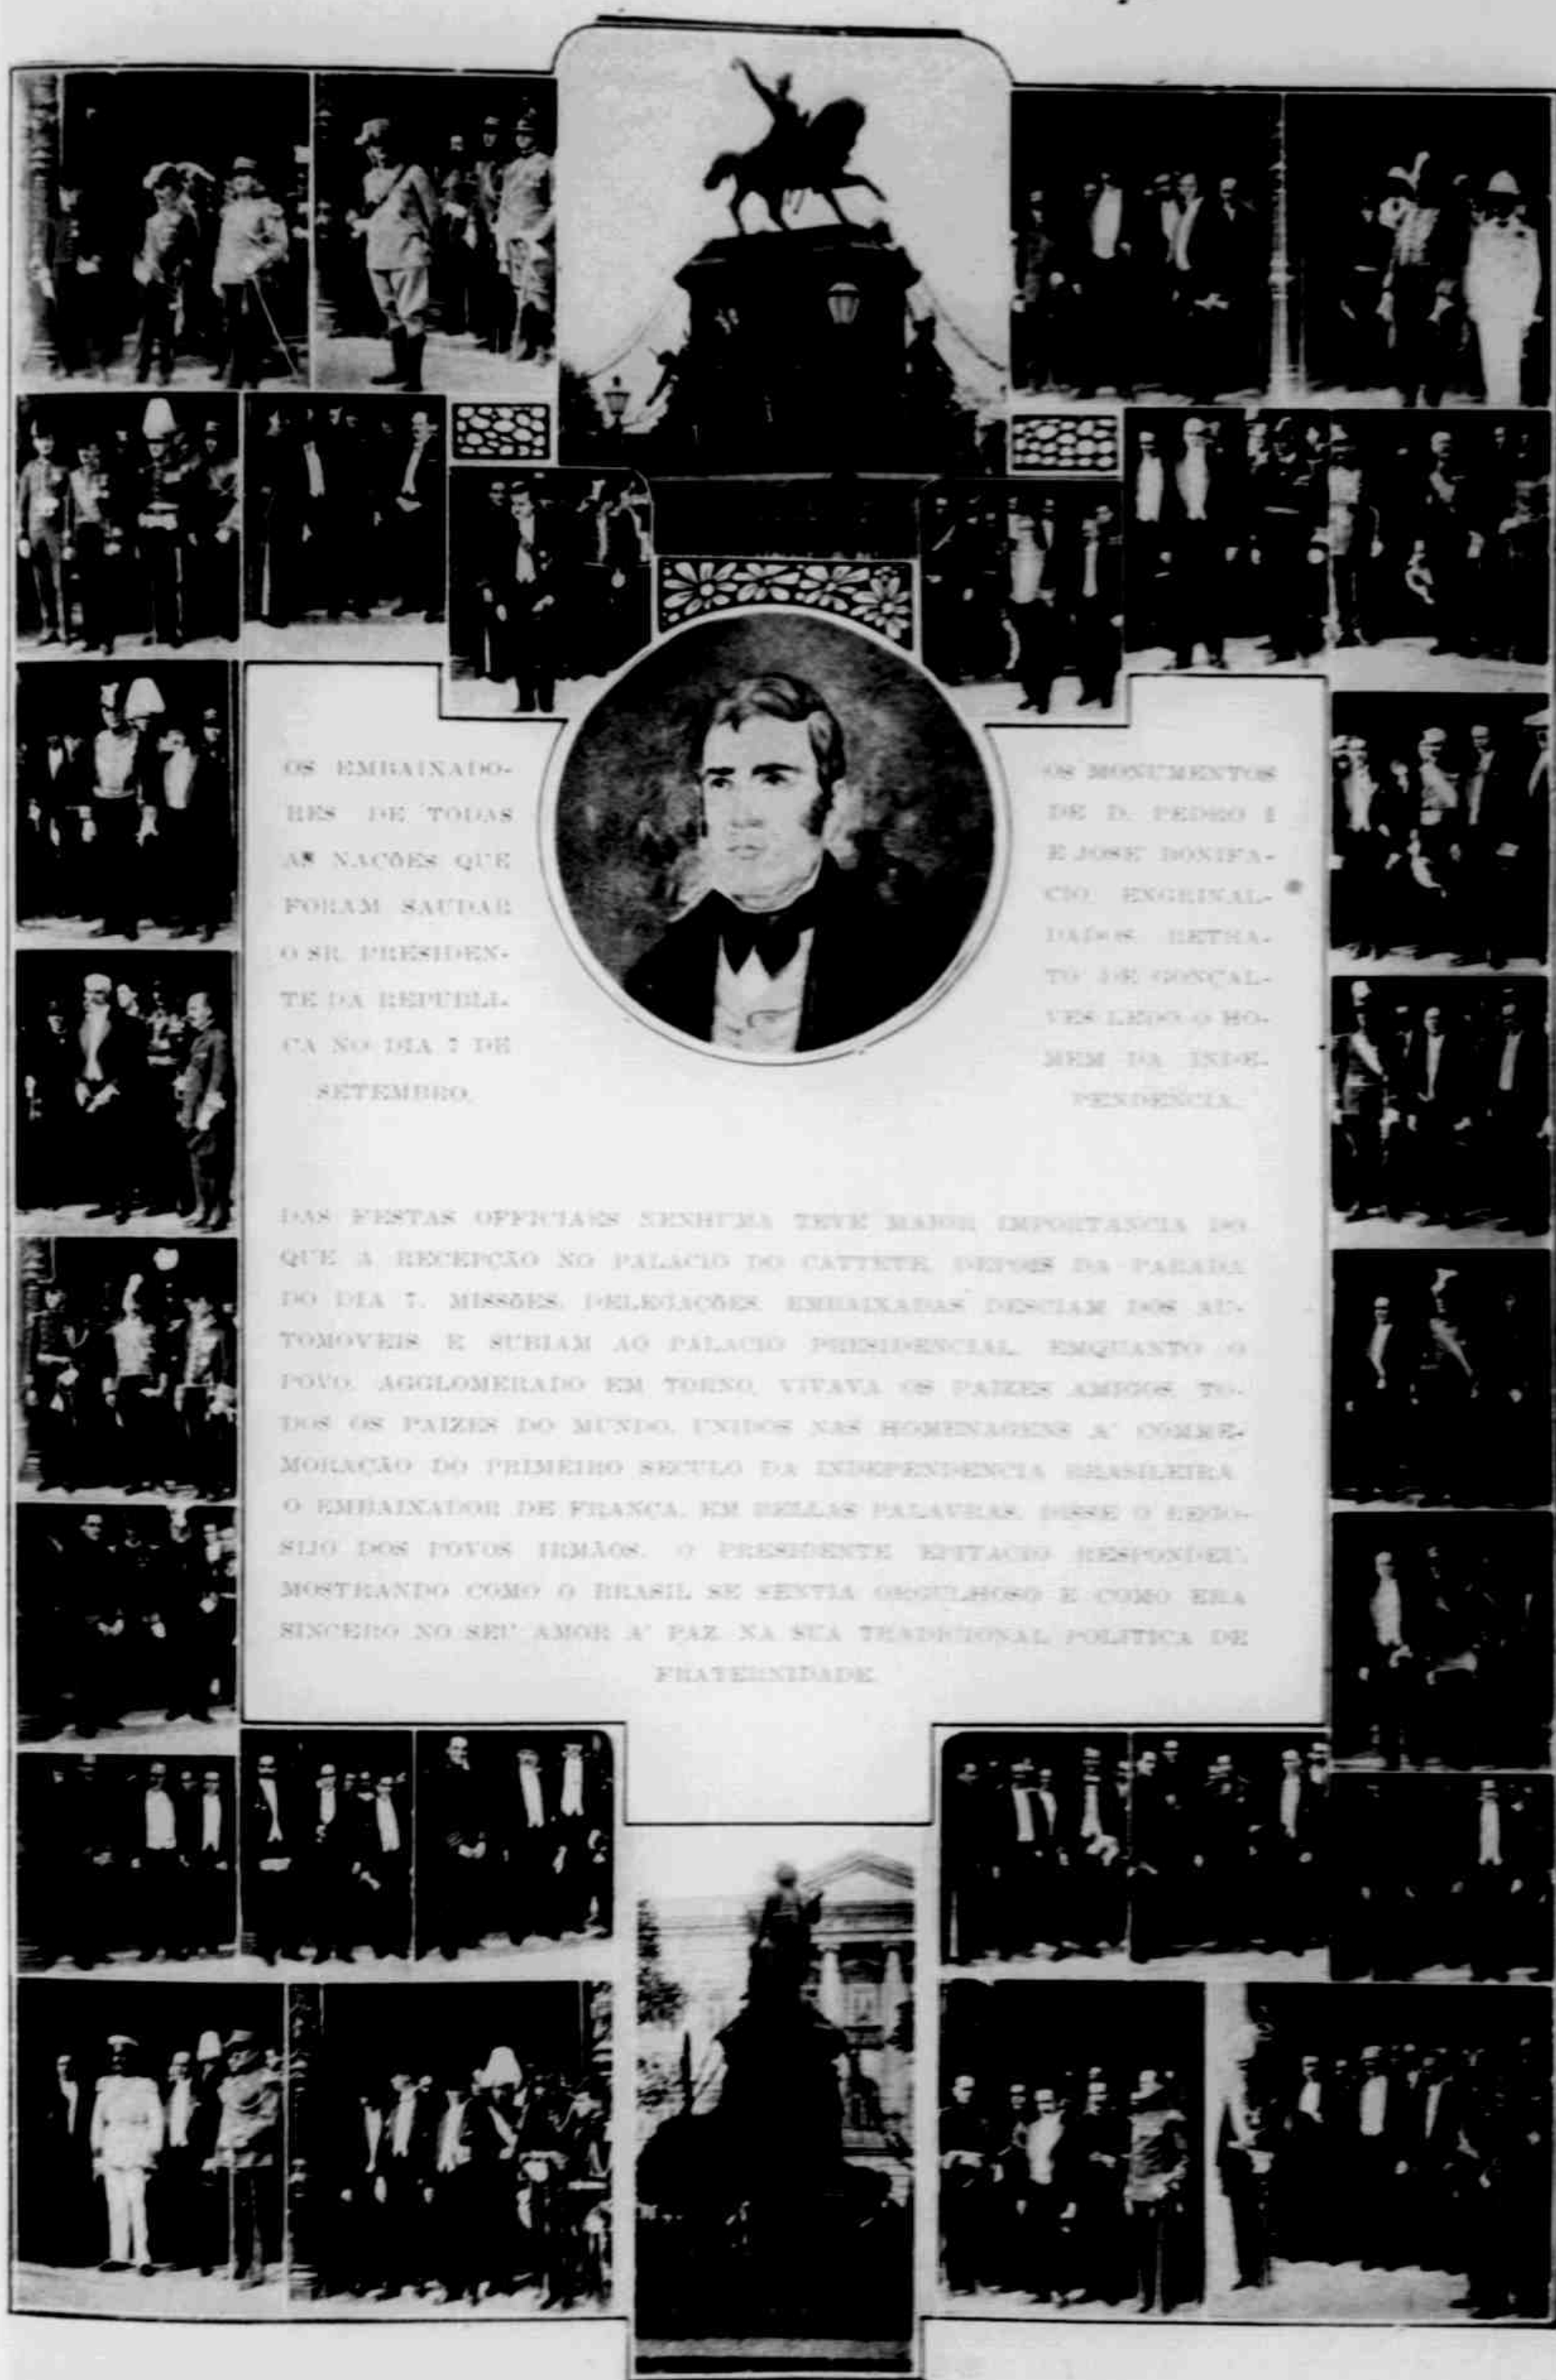 OS EMBAIXADO-
RES DE TODAS
AS NAÇÕES QUE
FORAM SAUDAR
O SR. PRESIDEN-
TE DA REPUBLI-
CA NO DIA 7 DE
SETEMBRO.
OS MONUMENTOS
DE D. PEDRO I
E JOSE' BONIFA-
CIO, ENGRINAL-
DADOS. RETRA-
TO DE GONÇAL-
VES LEDO, O HO-
MEM DA INDE-
PENDENCIA.
DAS FESTAS OFFICIAES NENHUMA TEVE MAIOR IMPORTANCIA DO
QUE A RECEPÇÃO NO PALACIO DO CATTETE, DEPOIS DA PARADA
DO DIA 7. MISSÕES, DELEGAÇÕES, EMBAIXADAS DESCIAM DOS AU-
TOMOVEIS E SUBIAM AO PALACIO PRESIDENCIAL, EMQUANTO O
POVO, AGGLOMERADO EM TORNO, VIVAVA OS PAIZES AMIGOS, TO-
DOS OS PAIZES DO MUNDO, UNIDOS NAS HOMENAGENS A' COMME-
MORAÇÃO DO PRIMEIRO SECULO DA INDEPENDENCIA BRASILEIRA.
O EMBAIXADOR DE FRANÇA, EM BELLAS PALAVRAS, DISSE O REGO-
SIJO DOS POVOS IRMÃOS. O PRESIDENTE EPITACIO RESPONDEU,
MOSTRANDO COMO O BRASIL SE SENTIA ORGULHOSO E COMO ERA
SINCERO NO SEU AMOR A' PAZ, NA SUA TRADICIONAL POLITICA DE
FRATERNIDADE.